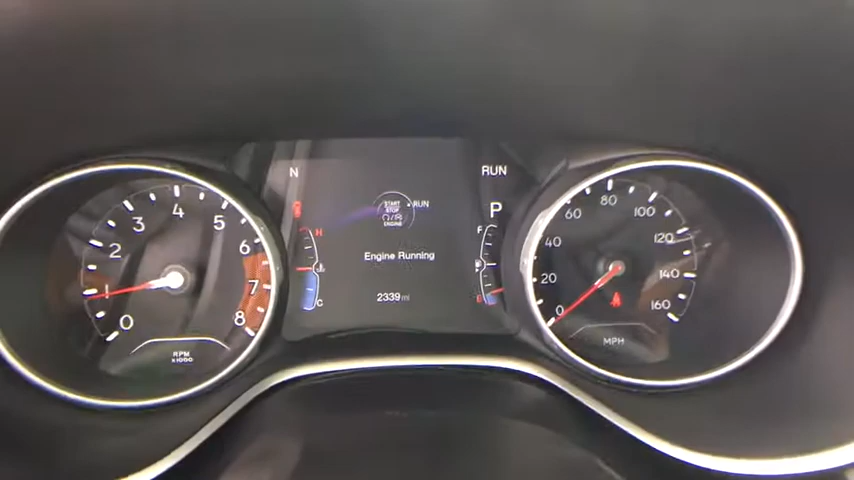 0
1
2
3
4
5
6
7
8
RPM
x1000
N
RUN
START
STOP
ENGINE
RUN
P
H
C
Engine Running
2339 mi
F
E
0
20
40
60
80
100
120
140
160
MPH